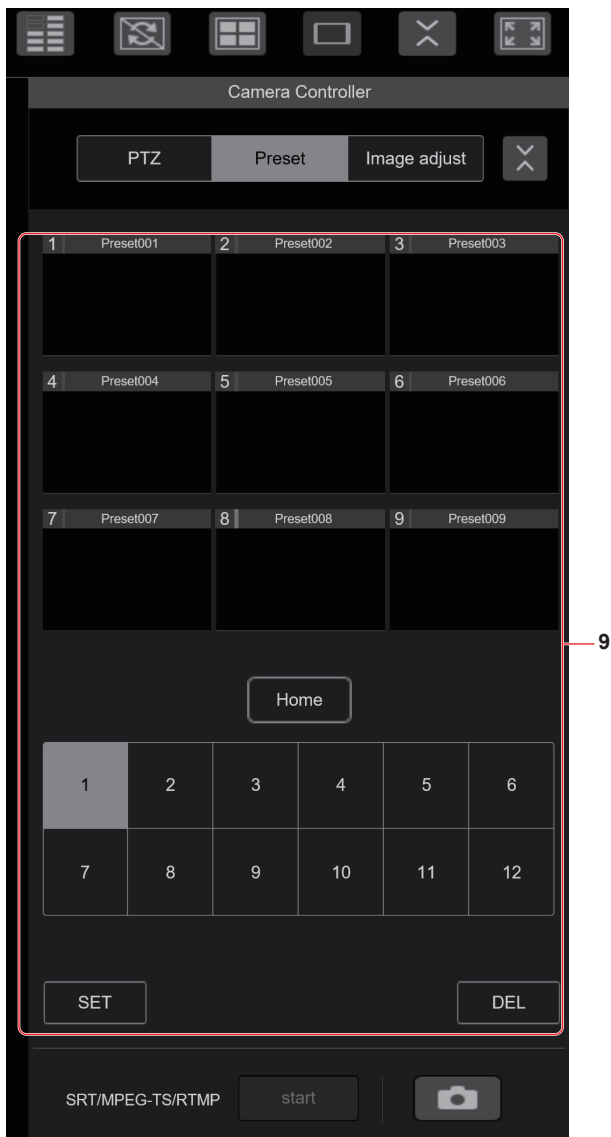 Camera Controller
PTZ Preset Image adjust
1 Preset001 2 Preset002 3 Preset003
4 Preset004 5 Preset005 6 Preset006
7 Preset007 8 Preset008 9 Preset009
9
Home
1 2 3 4 5 6
7 8 9 10 11 12
SET DEL
SRT/MPEG-TS/RTMP start